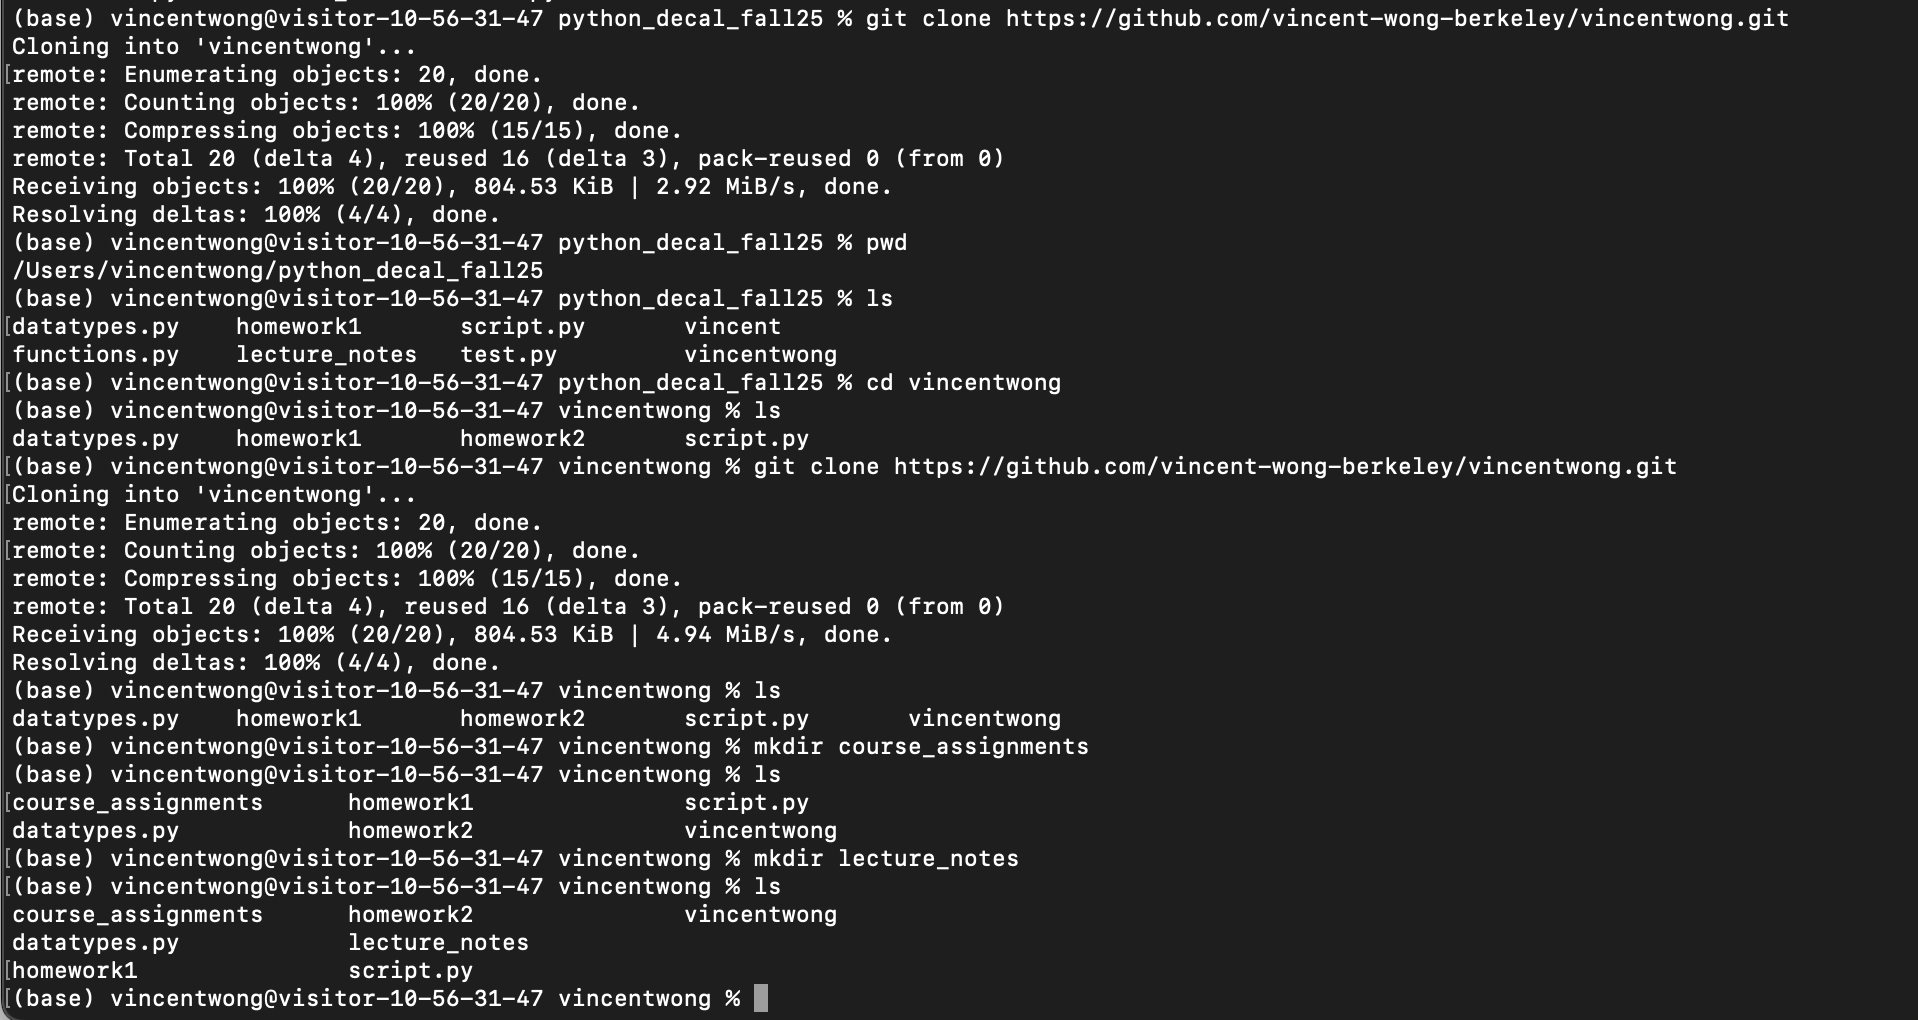 (base) vincentwong@visitor-10-56-31-47 python_decal_fall25 % git clone https://github.com/vincent-wong-berkeley/vincentwong.git
Cloning into 'vincentwong'...
[remote: Enumerating objects: 20, done.
remote: Counting objects: 100% (20/20), done.
remote: Compressing objects: 100% (15/15), done.
remote: Total 20 (delta 4), reused 16 (delta 3), pack-reused 0 (from 0)
Receiving objects: 100% (20/20), 804.53 KiB | 2.92 MiB/s, done.
Resolving deltas: 100% (4/4), done.
(base) vincentwong@visitor-10-56-31-47 python_decal_fall25 % pwd
/Users/vincentwong/python_decal_fall25
(base) vincentwong@visitor-10-56-31-47 python_decal_fall25 % ls
[datatypes.py    homework1       script.py       vincent
functions.py    lecture_notes   test.py         vincentwong
[(base) vincentwong@visitor-10-56-31-47 python_decal_fall25 % cd vincentwong
(base) vincentwong@visitor-10-56-31-47 vincentwong % ls
datatypes.py    homework1       homework2       script.py
[(base) vincentwong@visitor-10-56-31-47 vincentwong % git clone https://github.com/vincent-wong-berkeley/vincentwong.git
[Cloning into 'vincentwong'...
remote: Enumerating objects: 20, done.
[remote: Counting objects: 100% (20/20), done.
remote: Compressing objects: 100% (15/15), done.
remote: Total 20 (delta 4), reused 16 (delta 3), pack-reused 0 (from 0)
Receiving objects: 100% (20/20), 804.53 KiB | 4.94 MiB/s, done.
Resolving deltas: 100% (4/4), done.
(base) vincentwong@visitor-10-56-31-47 vincentwong % ls
datatypes.py    homework1       homework2       script.py       vincentwong
(base) vincentwong@visitor-10-56-31-47 vincentwong % mkdir course_assignments
(base) vincentwong@visitor-10-56-31-47 vincentwong % ls
[course_assignments      homework1               script.py
datatypes.py            homework2               vincentwong
[(base) vincentwong@visitor-10-56-31-47 vincentwong % mkdir lecture_notes
[(base) vincentwong@visitor-10-56-31-47 vincentwong % ls
course_assignments      homework2               vincentwong
datatypes.py            lecture_notes
[homework1               script.py
[(base) vincentwong@visitor-10-56-31-47 vincentwong %